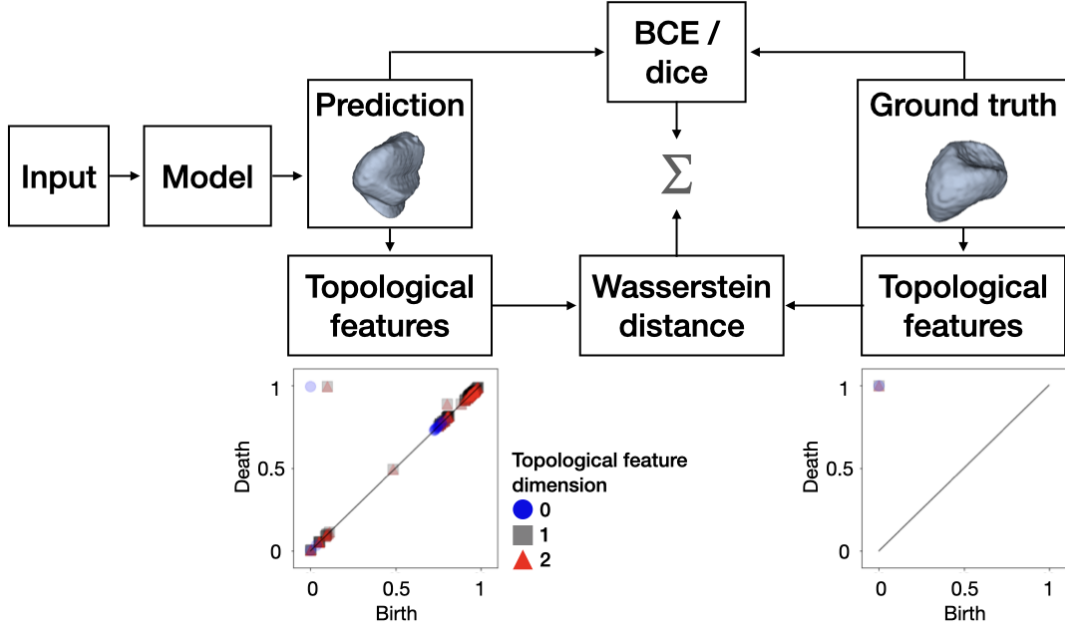 BCE /
dice
Prediction
Ground truth
Input
Model
Σ
Topological
features
Wasserstein
distance
Topological
features
1
0.5
0
Death
0
0.5
1
Birth
Topological feature
dimension
0
1
2
1
0.5
0
Death
0
0.5
1
Birth